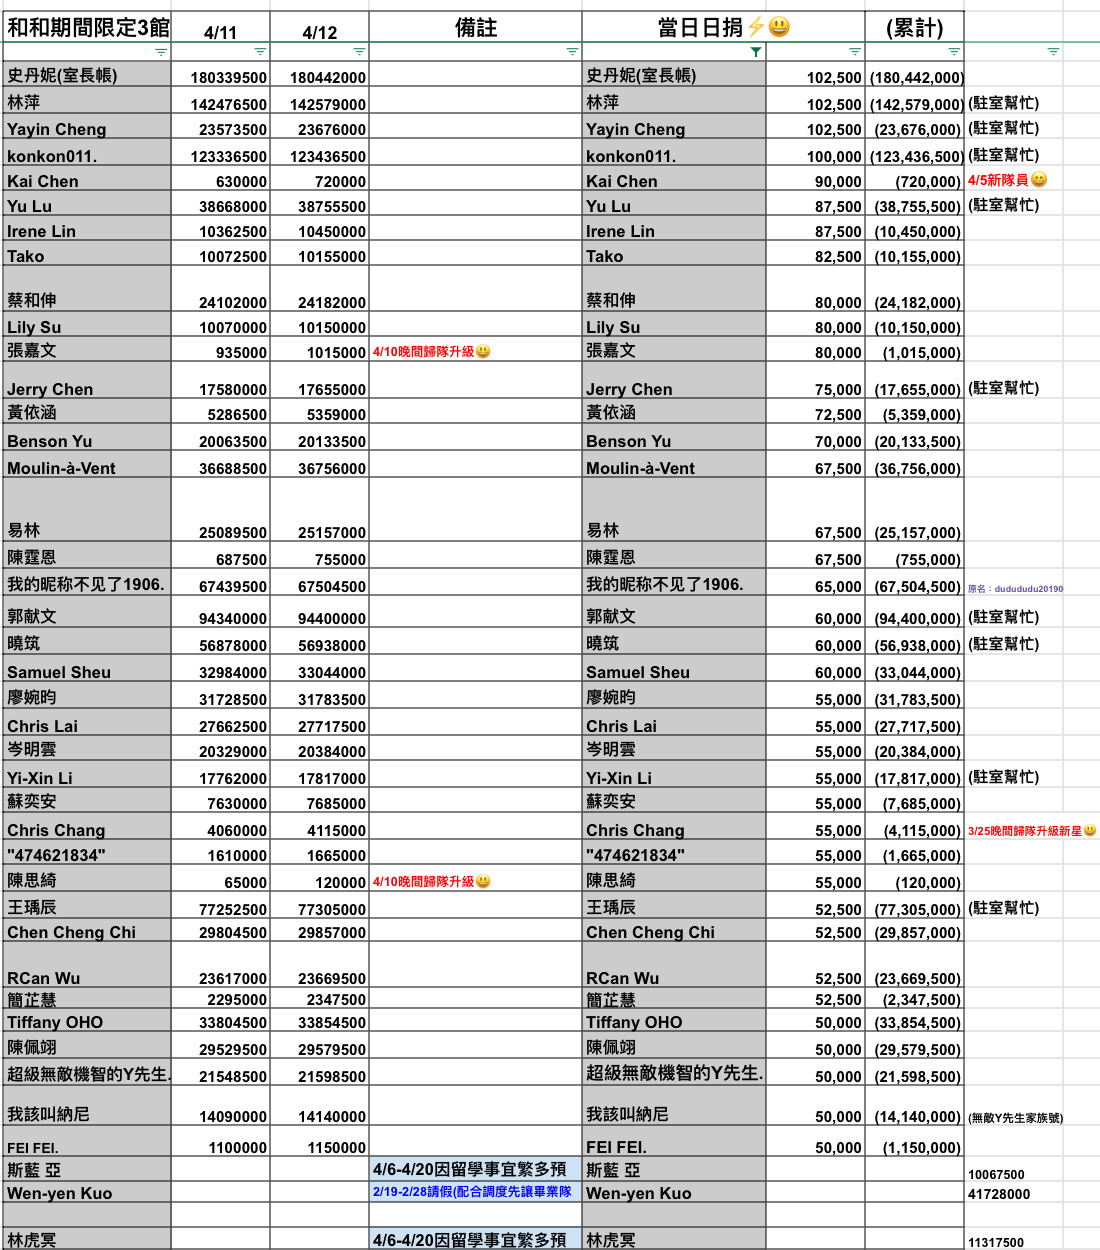 和和期間限定3館 4/11 4/12 備註 當日日捐⚡😃 (累計)
史丹妮(室長帳) 180339500 180442000 史丹妮(室長帳) 102,500 (180,442,000)
林萍 142476500 142579000 林萍 102,500 (142,579,000) (駐室幫忙)
Yayin Cheng 23573500 23676000 Yayin Cheng 102,500 (23,676,000) (駐室幫忙)
konkon011. 123336500 123436500 konkon011. 100,000 (123,436,500) (駐室幫忙)
Kai Chen 630000 720000 Kai Chen 90,000 (720,000) 4/5新隊員😄
Yu Lu 38668000 38755500 Yu Lu 87,500 (38,755,500) (駐室幫忙)
Irene Lin 10362500 10450000 Irene Lin 87,500 (10,450,000)
Tako 10072500 10155000 Tako 82,500 (10,155,000)
蔡和伸 24102000 24182000 蔡和伸 80,000 (24,182,000)
Lily Su 10070000 10150000 Lily Su 80,000 (10,150,000)
張嘉文 935000 1015000 4/10晚間歸隊升級😃 張嘉文 80,000 (1,015,000)
Jerry Chen 17580000 17655000 Jerry Chen 75,000 (17,655,000) (駐室幫忙)
黃依涵 5286500 5359000 黃依涵 72,500 (5,359,000)
Benson Yu 20063500 20133500 Benson Yu 70,000 (20,133,500)
Moulin-à-Vent 36688500 36756000 Moulin-à-Vent 67,500 (36,756,000)
易林 25089500 25157000 易林 67,500 (25,157,000)
陳霆恩 687500 755000 陳霆恩 67,500 (755,000)
我的昵称不见了1906. 67439500 67504500 我的昵称不见了1906. 65,000 (67,504,500) 原名：dudududu20190
郭献文 94340000 94400000 郭献文 60,000 (94,400,000) (駐室幫忙)
曉筑 56878000 56938000 曉筑 60,000 (56,938,000) (駐室幫忙)
Samuel Sheu 32984000 33044000 Samuel Sheu 60,000 (33,044,000)
廖婉昀 31728500 31783500 廖婉昀 55,000 (31,783,500)
Chris Lai 27662500 27717500 Chris Lai 55,000 (27,717,500)
岑明雲 20329000 20384000 岑明雲 55,000 (20,384,000)
Yi-Xin Li 17762000 17817000 Yi-Xin Li 55,000 (17,817,000) (駐室幫忙)
蘇奕安 7630000 7685000 蘇奕安 55,000 (7,685,000)
Chris Chang 4060000 4115000 Chris Chang 55,000 (4,115,000) 3/25晚間歸隊升級新星😃
"474621834" 1610000 1665000 "474621834" 55,000 (1,665,000)
陳思綺 65000 120000 4/10晚間歸隊升級😃 陳思綺 55,000 (120,000)
王瑀辰 77252500 77305000 王瑀辰 52,500 (77,305,000) (駐室幫忙)
Chen Cheng Chi 29804500 29857000 Chen Cheng Chi 52,500 (29,857,000)
RCan Wu 23617000 23669500 RCan Wu 52,500 (23,669,500)
簡芷慧 2295000 2347500 簡芷慧 52,500 (2,347,500)
Tiffany OHO 33804500 33854500 Tiffany OHO 50,000 (33,854,500)
陳佩翊 29529500 29579500 陳佩翊 50,000 (29,579,500)
超級無敵機智的Y先生. 21548500 21598500 超級無敵機智的Y先生. 50,000 (21,598,500)
我該叫納尼 14090000 14140000 我該叫納尼 50,000 (14,140,000) (無敵Y先生家族號)
FEI FEI. 1100000 1150000 FEI FEI. 50,000 (1,150,000)
斯藍 亞 4/6-4/20因留學事宜繁多預 斯藍 亞 10067500
Wen-yen Kuo 2/19-2/28請假(配合調度先讓畢業隊 Wen-yen Kuo 41728000
林虎冥 4/6-4/20因留學事宜繁多預 林虎冥 11317500